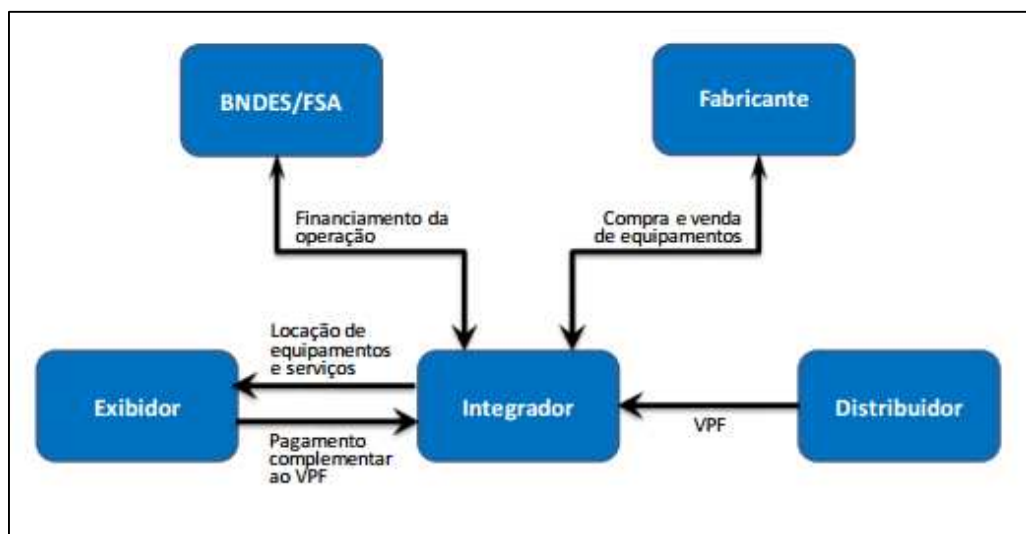 BNDES/FSA
Fabricante
Financiamento da
operação
Compra e venda
de equipamentos
Locação de
equipamentos
e serviços
Exibidor
Pagamento
complementar
ao VPF
Integrador
VPF
Distribuidor